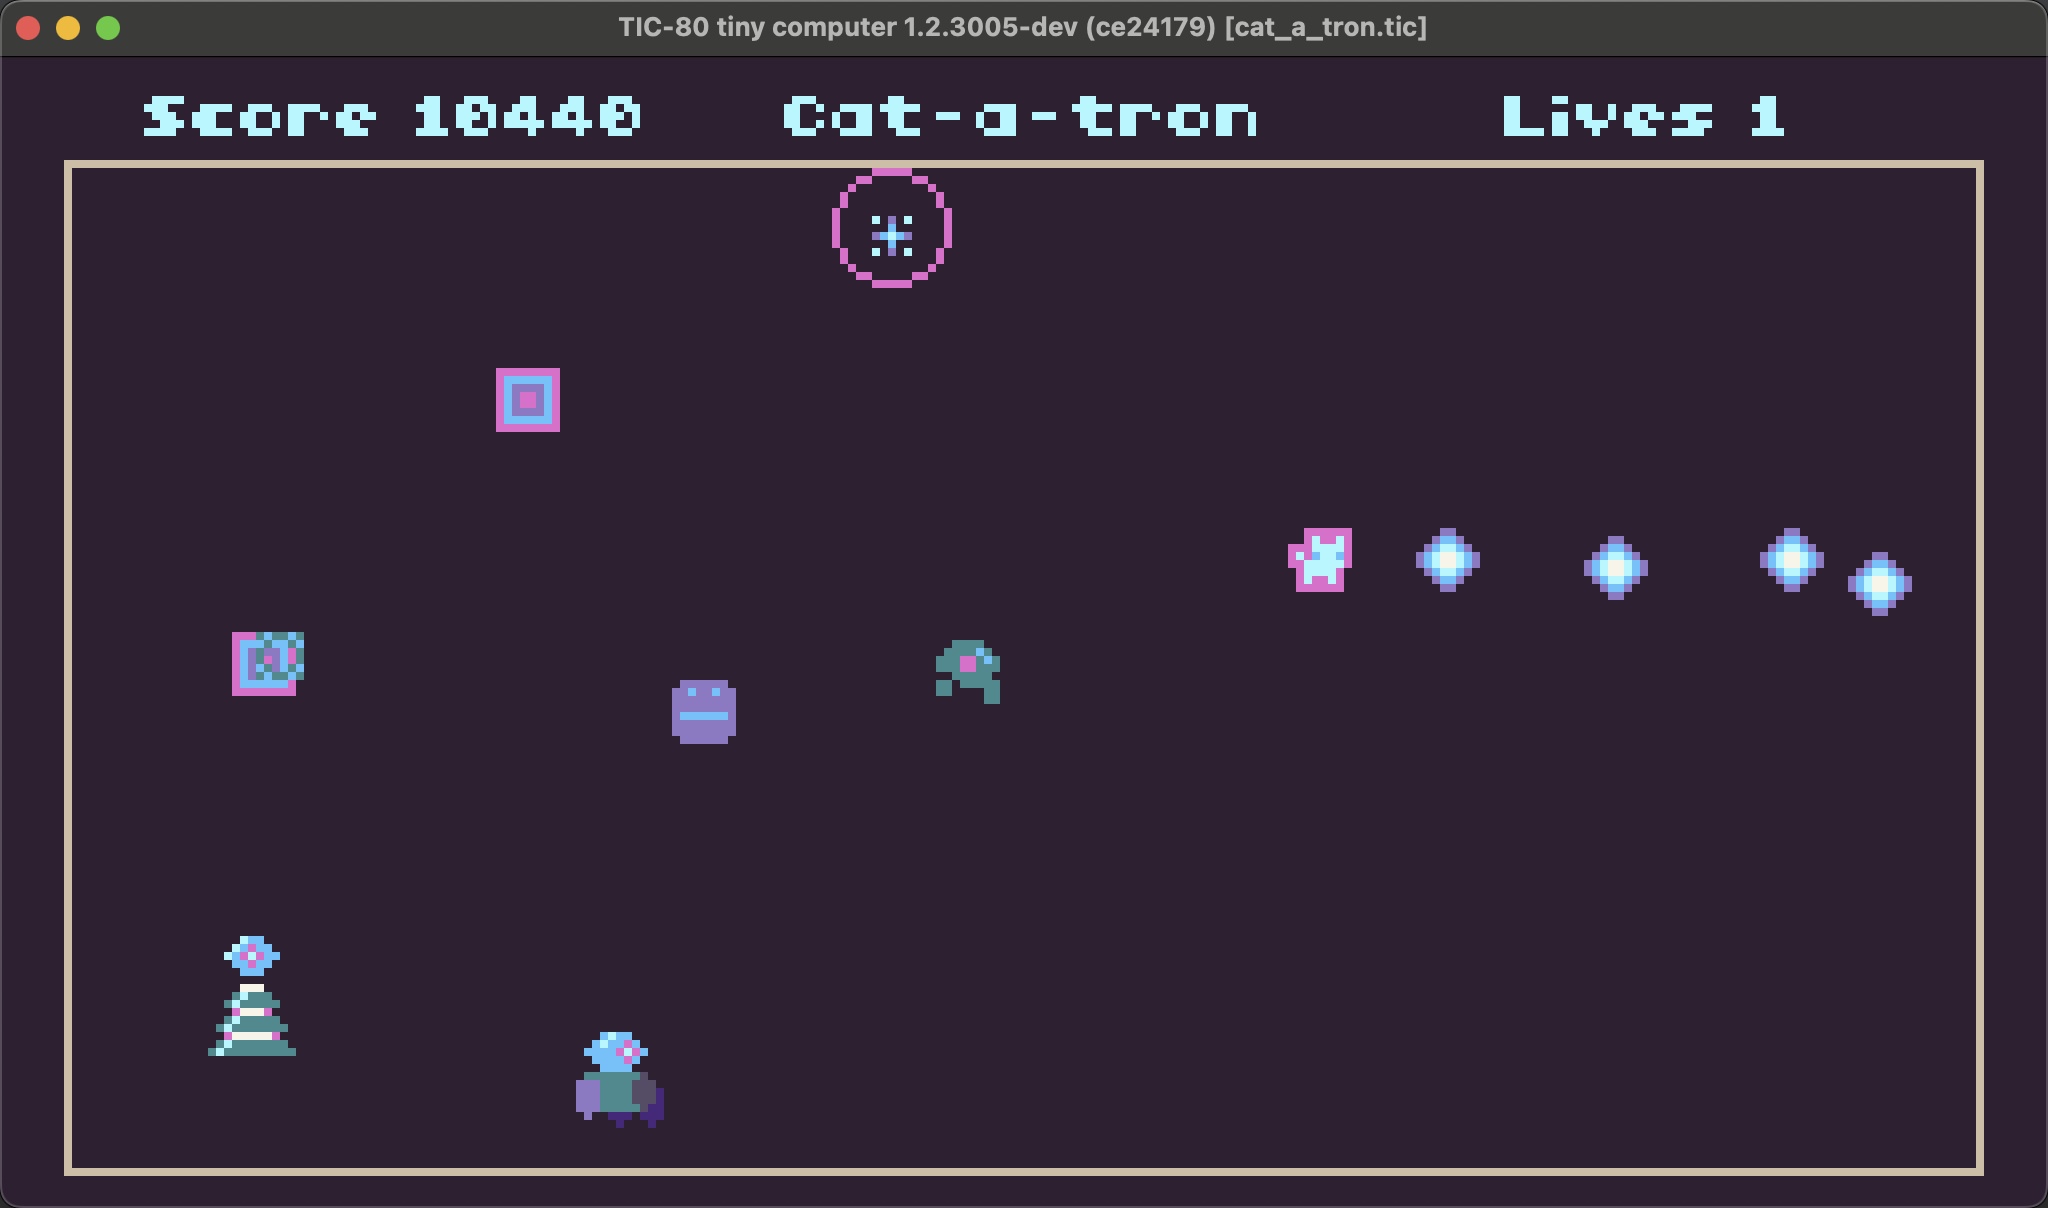 TIC-80 tiny computer 1.2.3005-dev (ce24179) [cat_a_tron.tic]
Score 10440 Cat-a-tron Lives 1